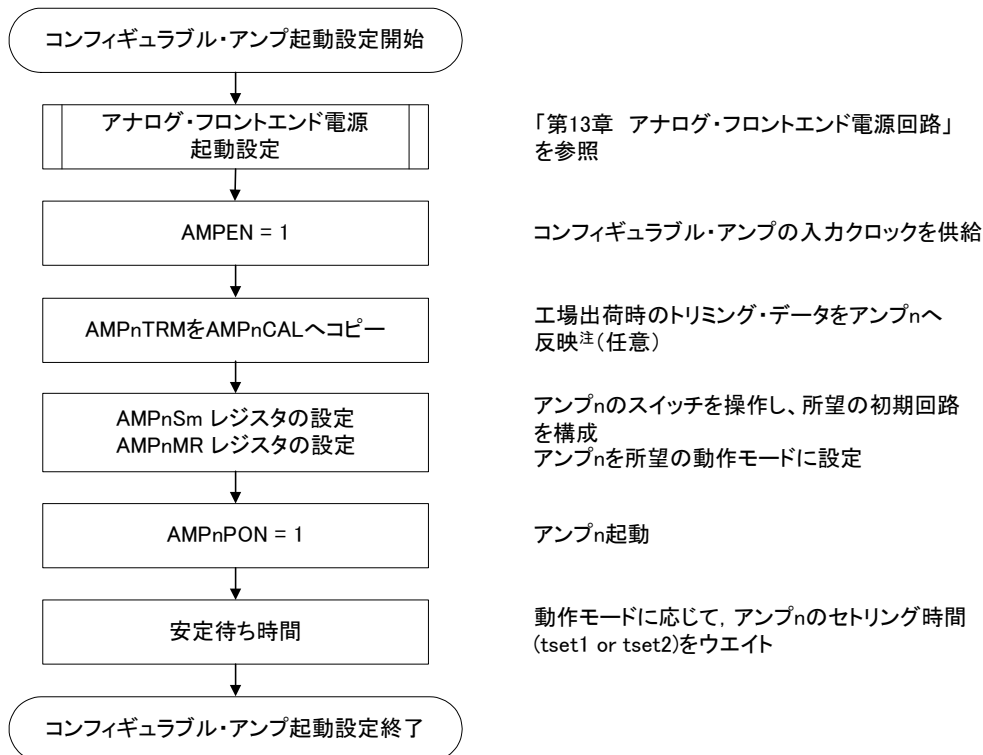 コンフィギュラブル・アンプ起動設定開始
アナログ・フロントエンド電源
起動設定
「第13章 アナログ・フロントエンド電源回路」
を参照
AMPEN = 1
コンフィギュラブル・アンプの入力クロックを供給
AMPnTRMをAMPnCALへコピー
工場出荷時のトリミング・データをアンプnへ
反映注(任意)
AMPnSm レジスタの設定
AMPnMR レジスタの設定
アンプnのスイッチを操作し、所望の初期回路
を構成
アンプnを所望の動作モードに設定
AMPnPON = 1
アンプn起動
安定待ち時間
動作モードに応じて，アンプnのセトリング時間
(tset1 or tset2)をウエイト
コンフィギュラブル・アンプ起動設定終了